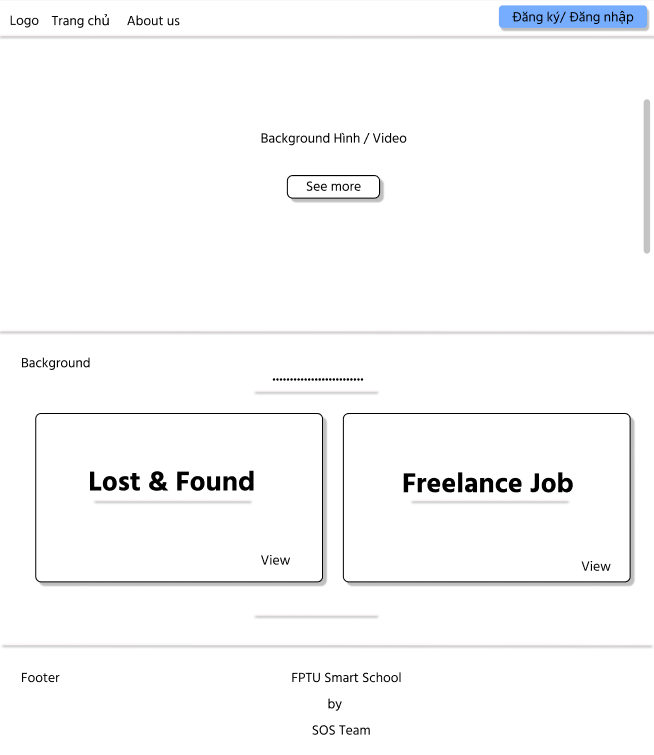 Logo Trang chủ About us Đăng ký/ Đăng nhập
Background Hình / Video
See more
Background
..........................
Lost & Found
Freelance Job
View
View
Footer
FPTU Smart School
by
SOS Team